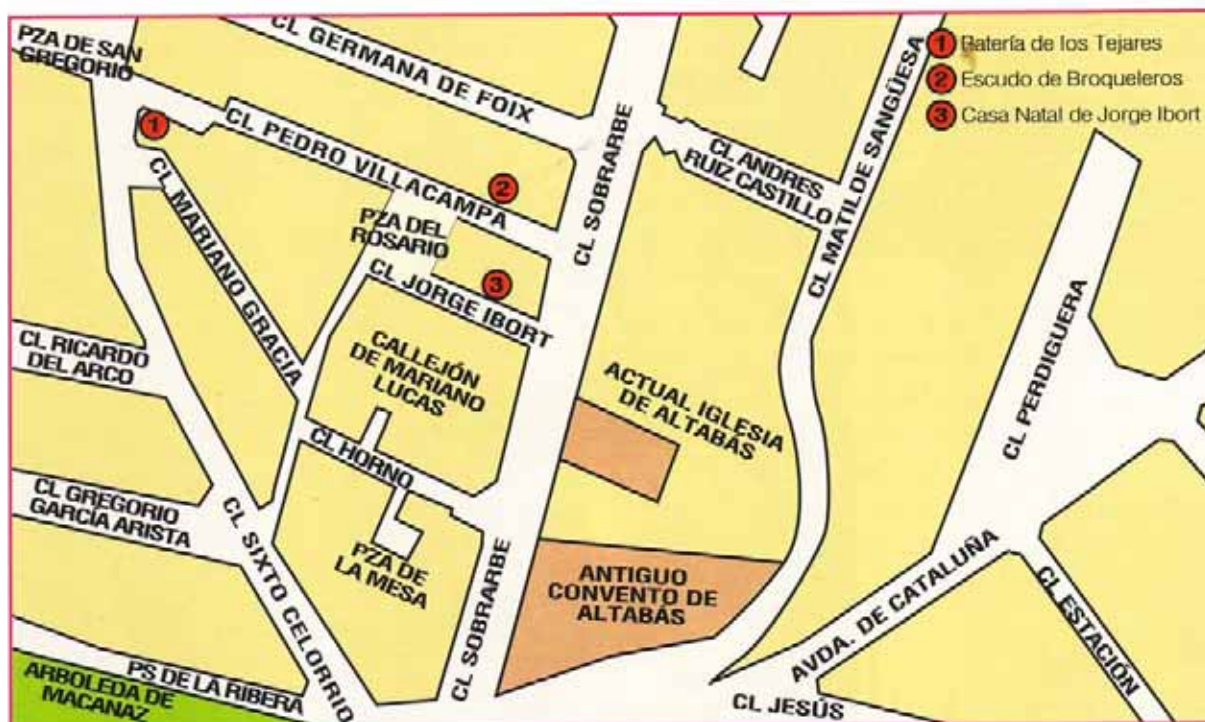 PZA DE SAN
GREGORIO
CL GERMANA DE FOIX
1 Batería de los Tejares
2 Escudo de Broqueleros
3 Casa Natal de Jorge Ibort
1
CL PEDRO VILLACAMPA
2
CL SOBRARBE
CL ANDRES
RUIZ CASTILLO
CL MATILDE SANGÜESA
CL MARIANO GRACIA
PZA DEL
ROSARIO
3
CL JORGE IBORT
CL RICARDO
DEL ARCO
CALLEJÓN
DE MARIANO
LUCAS
ACTUAL IGLESIA
DE ALTABÁS
CL PERDIGUERA
CL HORNO
CL GREGORIO
GARCÍA ARISTA
CL SIXTO CELORRIO
PZA DE
LA MESA
CL SOBRARBE
ANTIGUO
CONVENTO DE
ALTABÁS
AVDA. DE CATALUÑA
CL ESTACIÓN
PS DE LA RIBERA
ARBOLEDA DE
MACANAZ
CL JESÚS